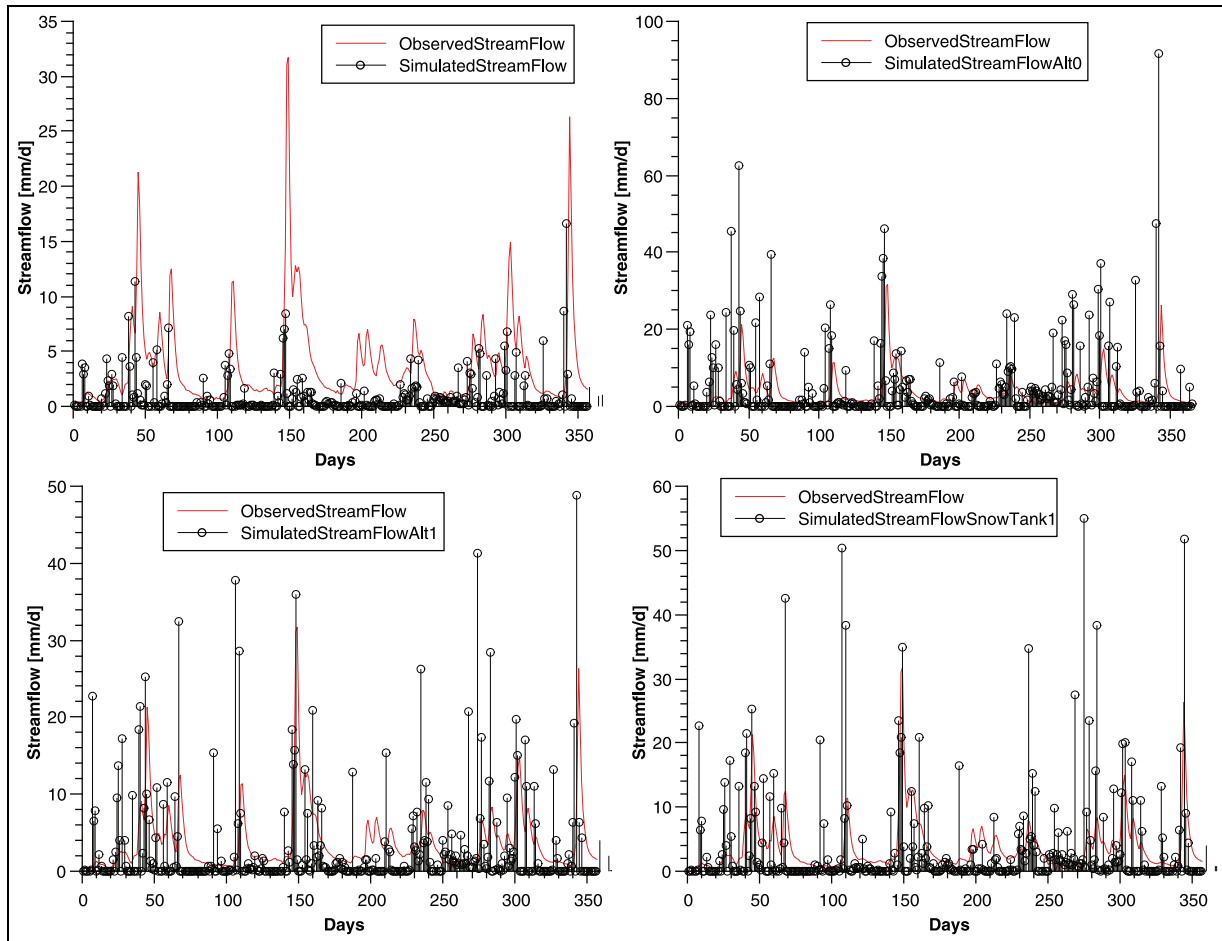 ObservedStreamFlow
SimulatedStreamFlow
Streamflow [mm/d]
35
30
25
20
15
10
5
0
0 50 100 150 200 250 300 350
Days
ObservedStreamFlow
SimulatedStreamFlowAlt0
Streamflow [mm/d]
100
80
60
40
20
0
0 50 100 150 200 250 300 350
Days
ObservedStreamFlow
SimulatedStreamFlowAlt1
Streamflow [mm/d]
50
40
30
20
10
0
0 50 100 150 200 250 300 350
Days
ObservedStreamFlow
SimulatedStreamFlowSnowTank1
Streamflow [mm/d]
60
50
40
30
20
10
0
0 50 100 150 200 250 300 350
Days